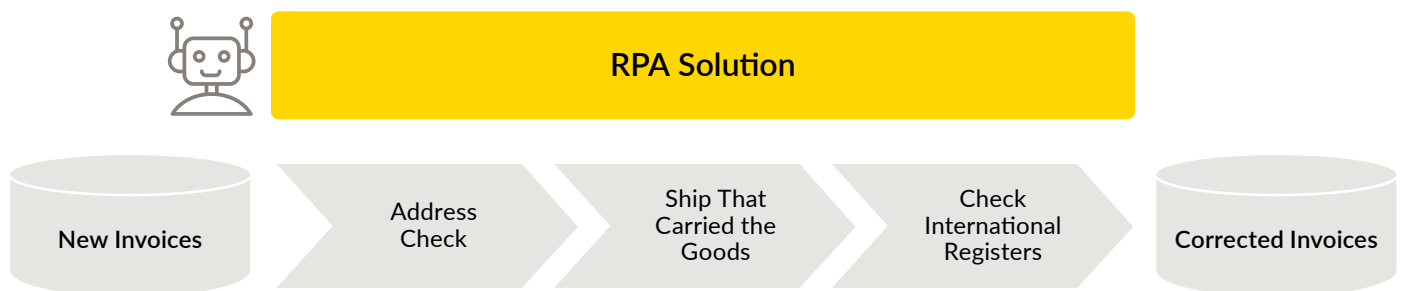 RPA Solution
New Invoices
Address
Check
Ship That
Carried the
Goods
Check
International
Registers
Corrected Invoices